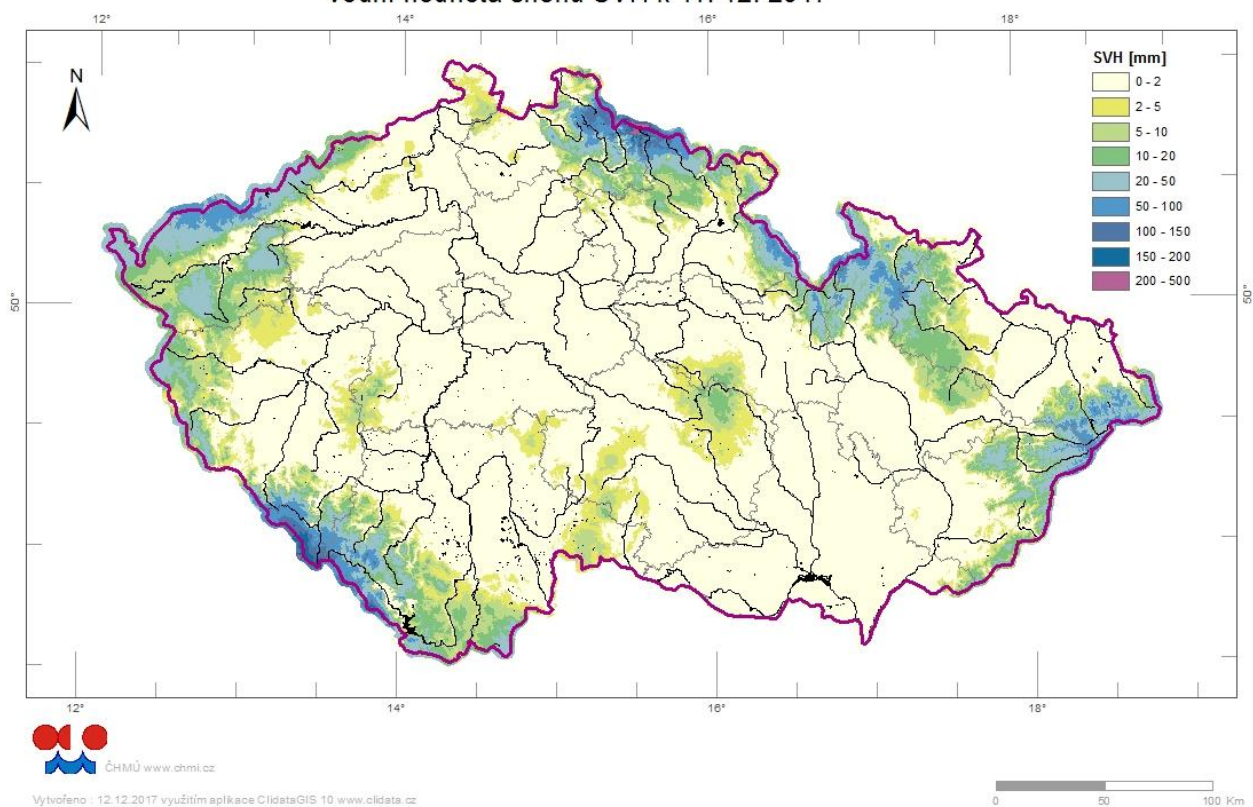 12°
14°
16°
18°
N
SVH [mm]
0 - 2
2 - 5
5 - 10
10 - 20
20 - 50
50 - 100
100 - 150
150 - 200
200 - 500
50°
50°
12°
14°
16°
18°
ČHMÚ www.chmi.cz
Vytvořeno : 12.12.2017 využitím aplikace ClidataGIS 10 www.clidata.cz
0
50
100 Km